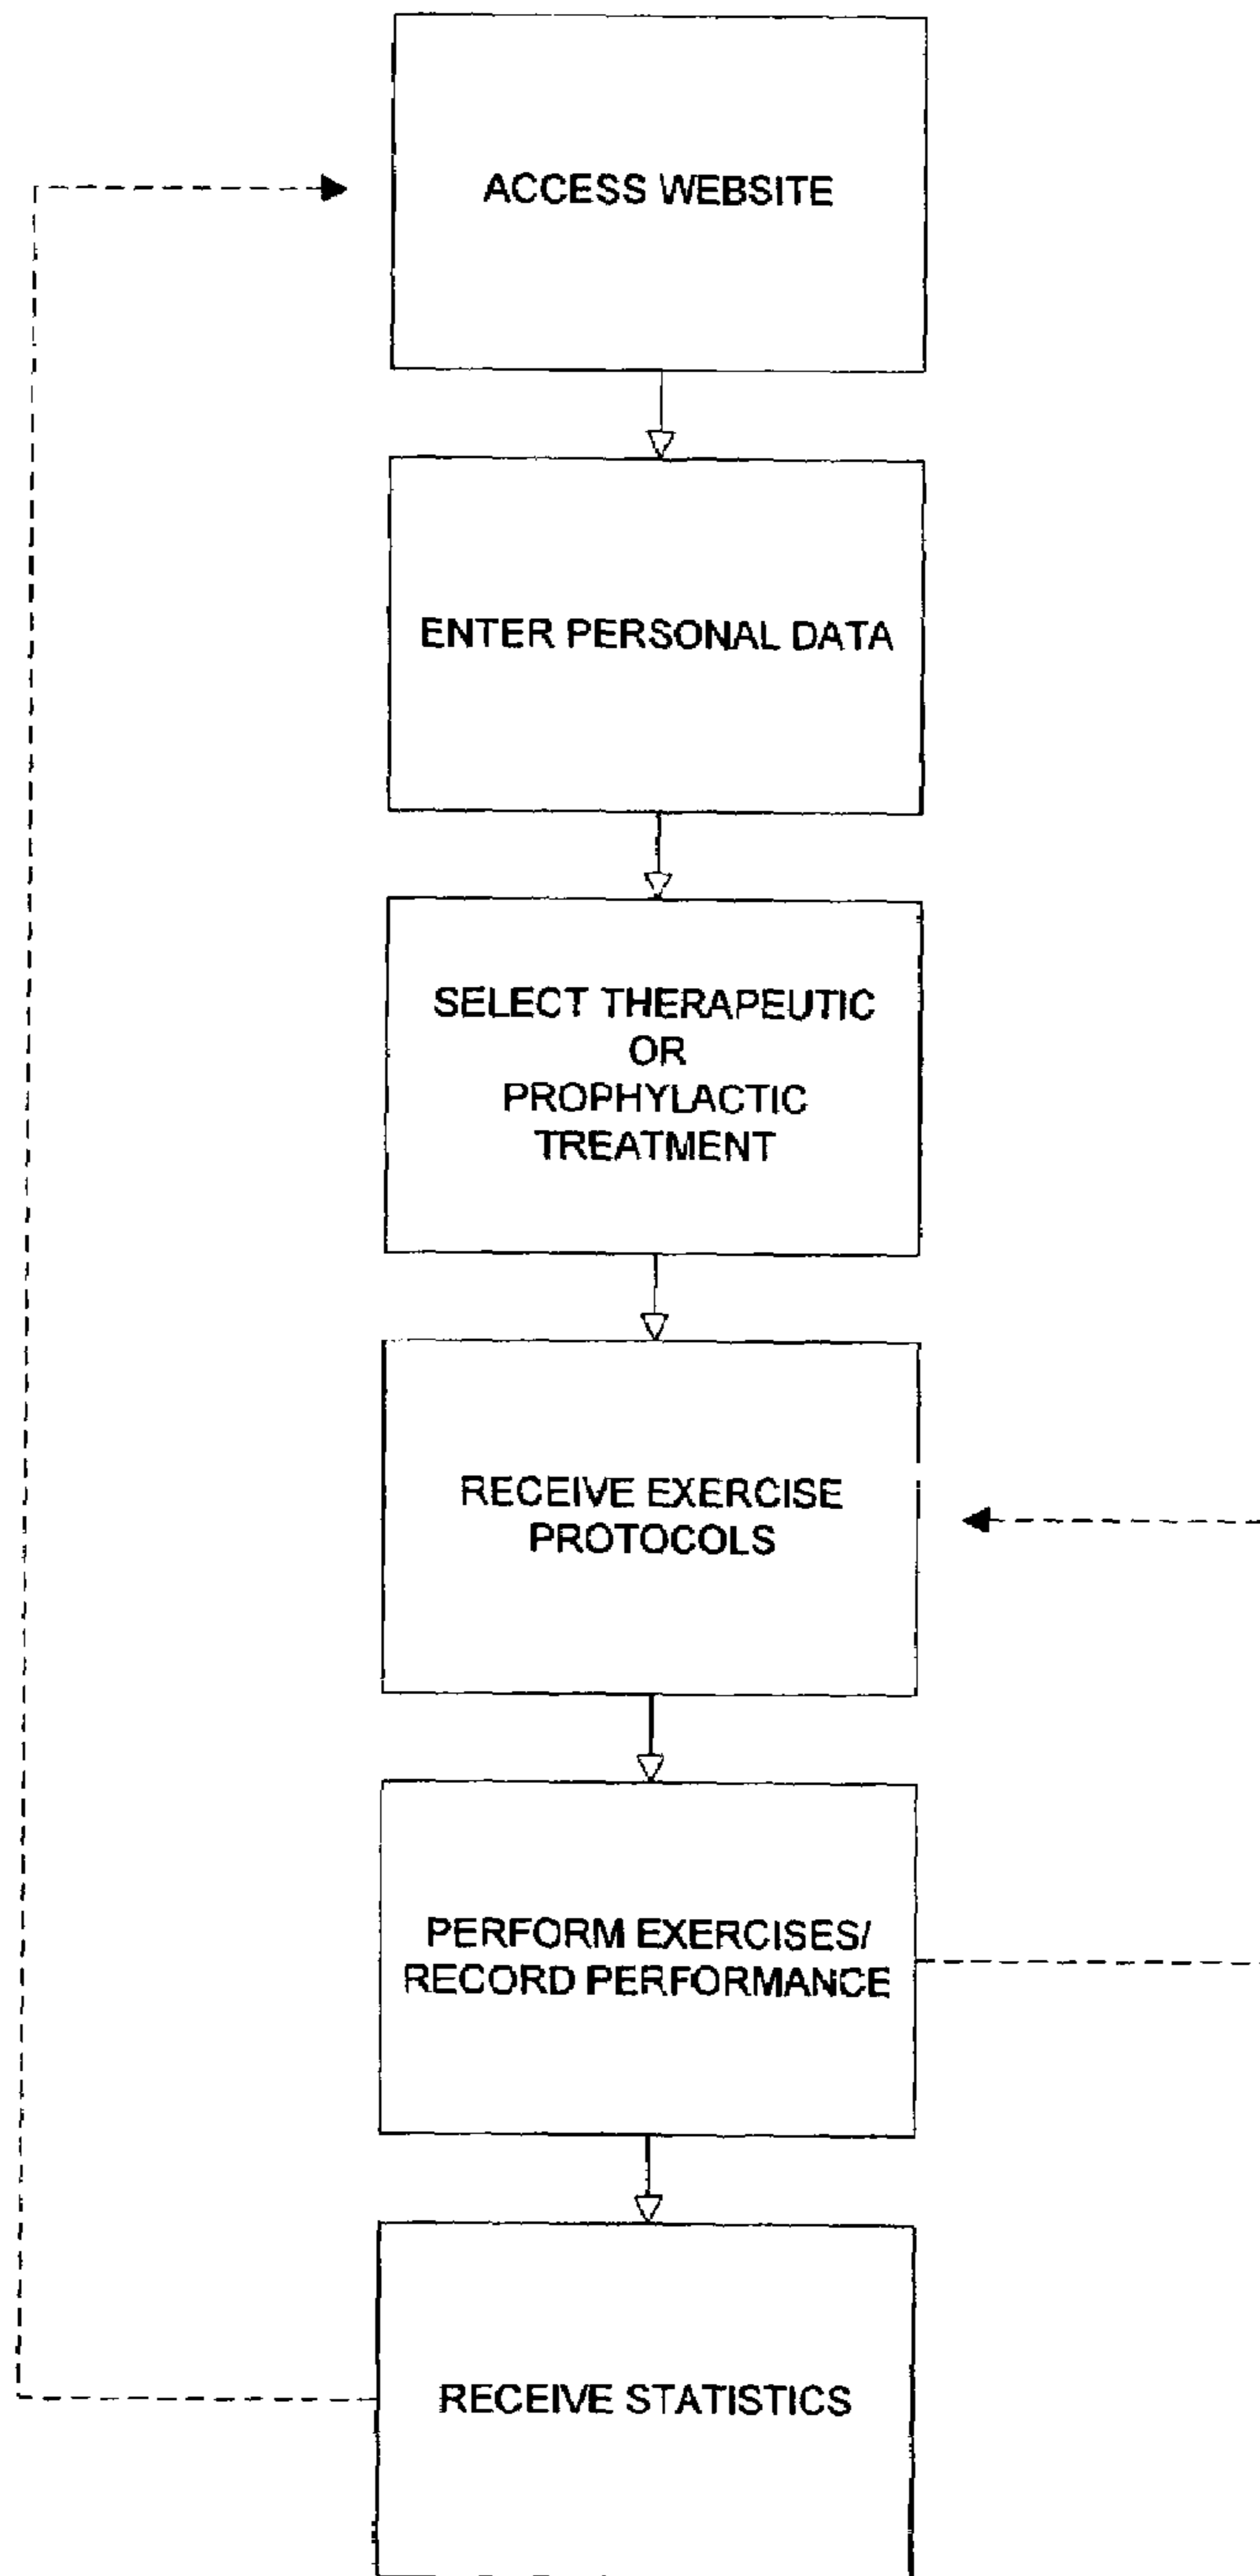 ACCESS WEBSITE
ENTER PERSONAL DATA
SELECT THERAPEUTIC
OR
PROPHYLACTIC
TREATMENT
RECEIVE EXERCISE
PROTOCOLS
PERFORM EXERCISES/
RECORD PERFORMANCE
RECEIVE STATISTICS